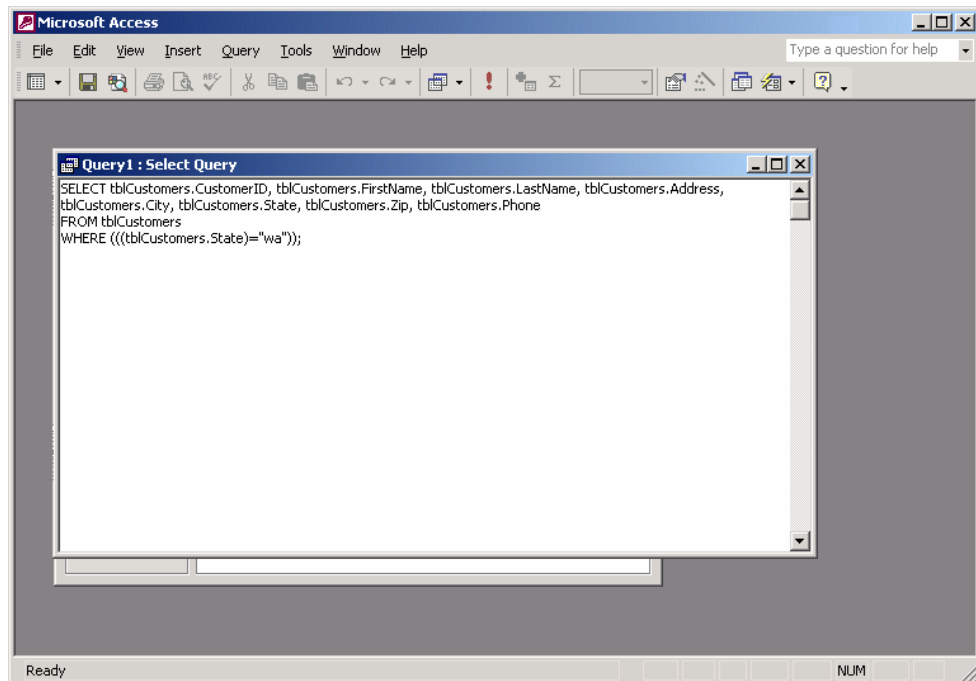 Microsoft Access
File Edit View Insert Query Tools Window Help Type a question for help
ABC
Query1 : Select Query
SELECT tblCustomers.CustomerID, tblCustomers.FirstName, tblCustomers.LastName, tblCustomers.Address,
tblCustomers.City, tblCustomers.State, tblCustomers.Zip, tblCustomers.Phone
FROM tblCustomers
WHERE (((tblCustomers.State)="wa"));
Ready NUM